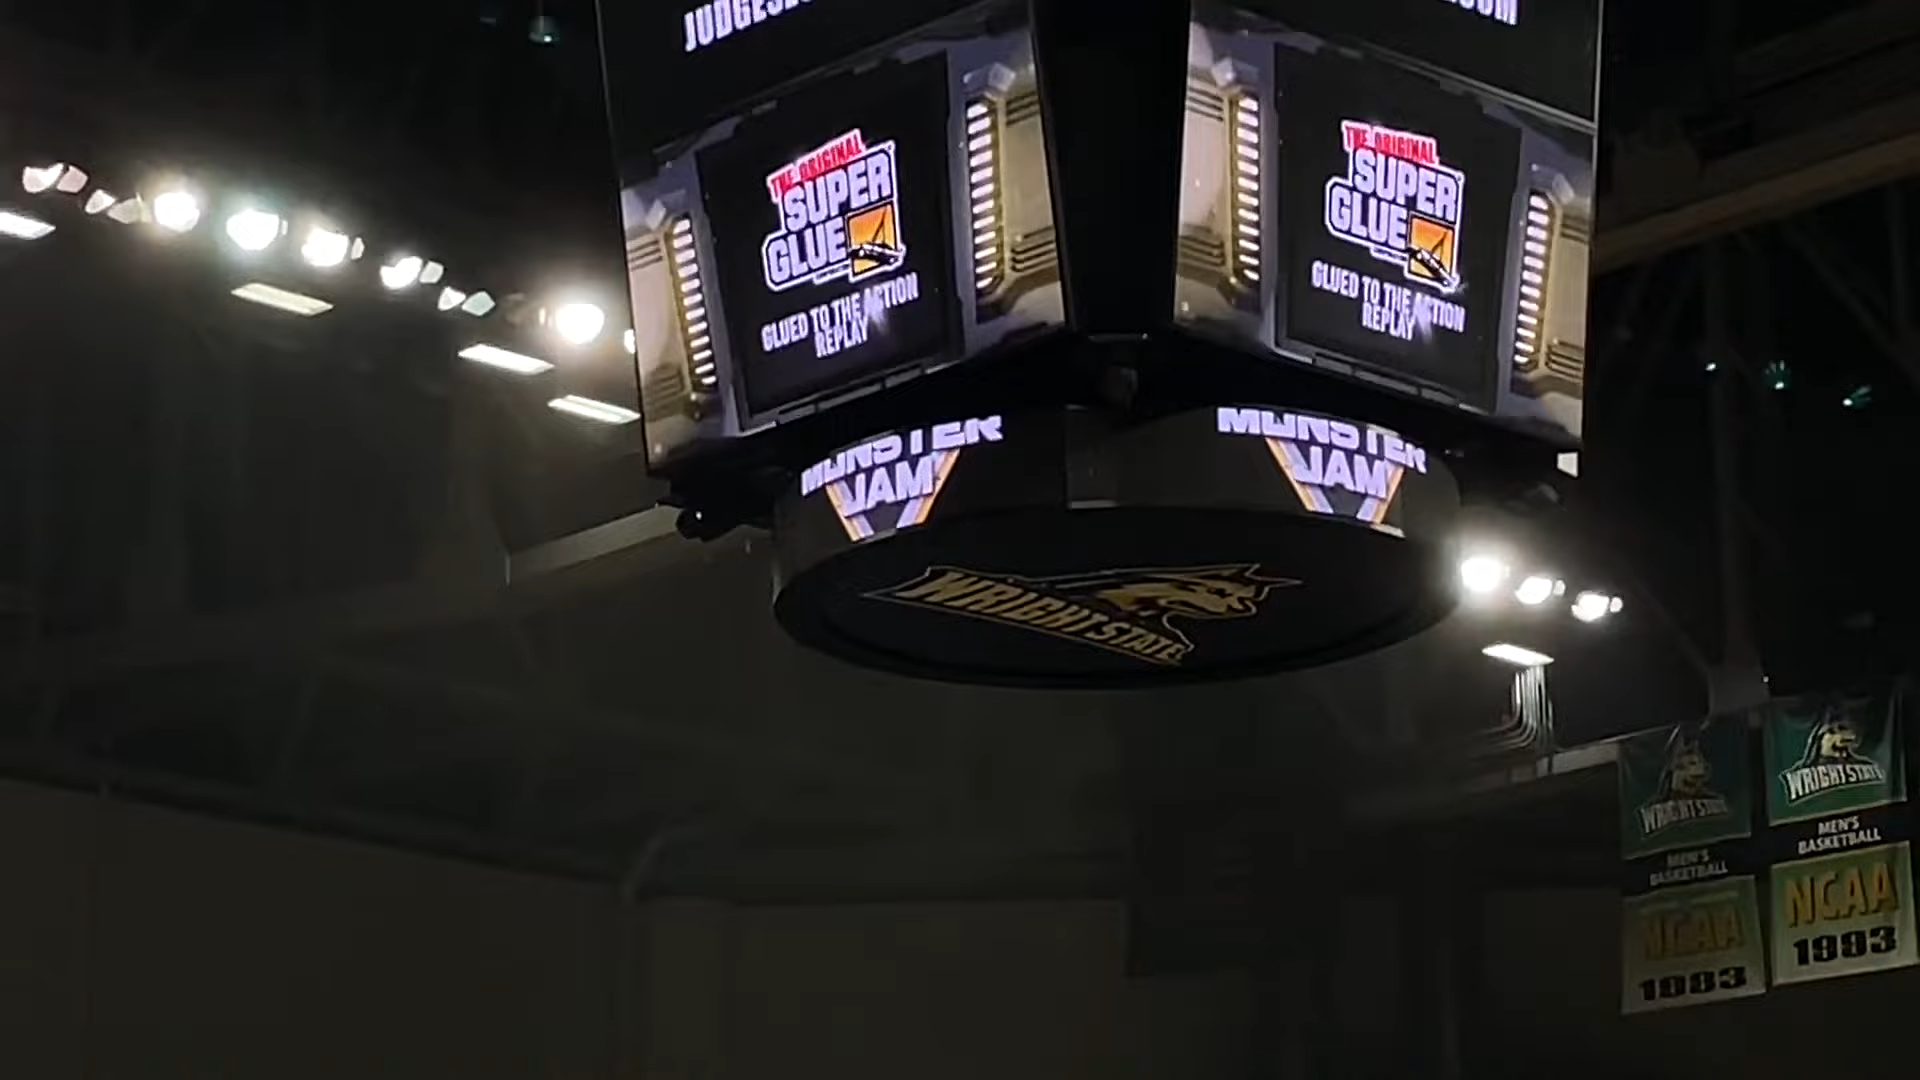 THE ORIGINAL
SUPER
GLUE
GLUED TO THE ACTION
REPLAY
THE ORIGINAL
SUPER
GLUE
GLUED TO THE ACTION
REPLAY
MONSTER
JAM
MONSTER
JAM
WRIGHT STATE
WRIGHT STATE
MEN'S
BASKETBALL
NCAA
1983
WRIGHT STATE
MEN'S
BASKETBALL
NCAA
1993